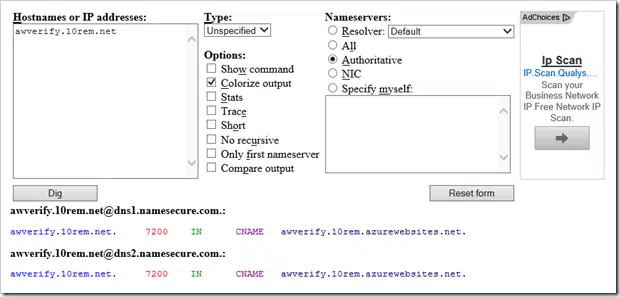 Hostnames or IP addresses:
awverify.10rem.net
Type:
Unspecified
Options:
Show command
Colorize output
Stats
Trace
Short
No recursive
Only first nameserver
Compare output
Nameservers:
Resolver: Default
All
Authoritative
NIC
Specify myself:
AdChoices
Ip Scan
IP.Scan.Qualys....
Scan your
Business Network
IP Free Network IP
Scan.
Dig
Reset form
awverify.10rem.net@dns1.namesecure.com.:
awverify.10rem.net. 7200 IN CNAME awverify.10rem.azurewebsites.net.
awverify.10rem.net@dns2.namesecure.com.:
awverify.10rem.net. 7200 IN CNAME awverify.10rem.azurewebsites.net.